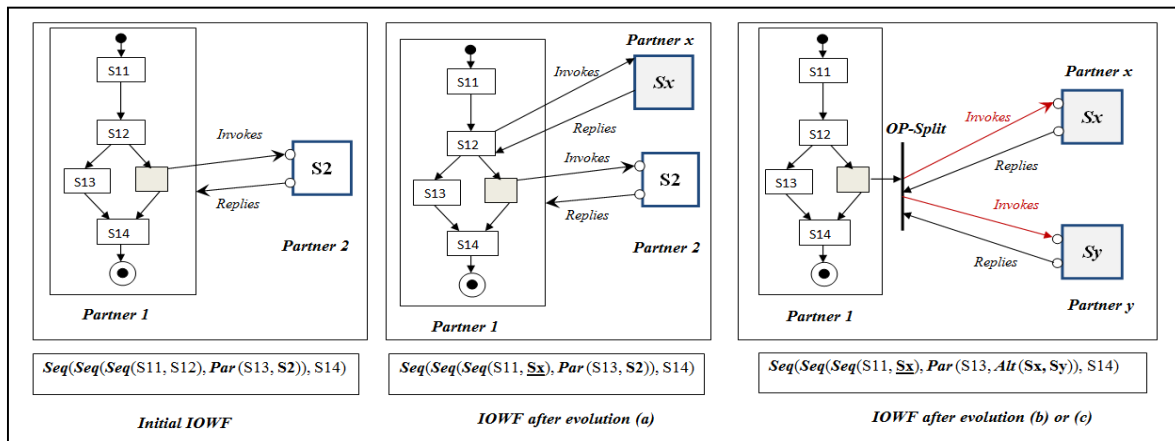 S11
S12
S13
S14
Invokes
Replies
S2
Partner 2
Partner 1
Seq(Seq(Seq(S11, S12), Par (S13, S2)), S14)
Initial IOWF
S11
S12
S13
S14
Partner x
Invokes
Sx
Replies
Invokes
S2
Replies
Partner 2
Partner 1
Seq(Seq(Seq(S11, Sx), Par (S13, S2)), S14)
IOWF after evolution (a)
S11
S12
S13
S14
OP-Split
Partner x
Invokes
Sx
Replies
Invokes
Sy
Replies
Partner y
Partner 1
Seq(Seq(Seq(S11, Sx), Par (S13, Alt (Sx, Sy)), S14)
IOWF after evolution (b) or (c)